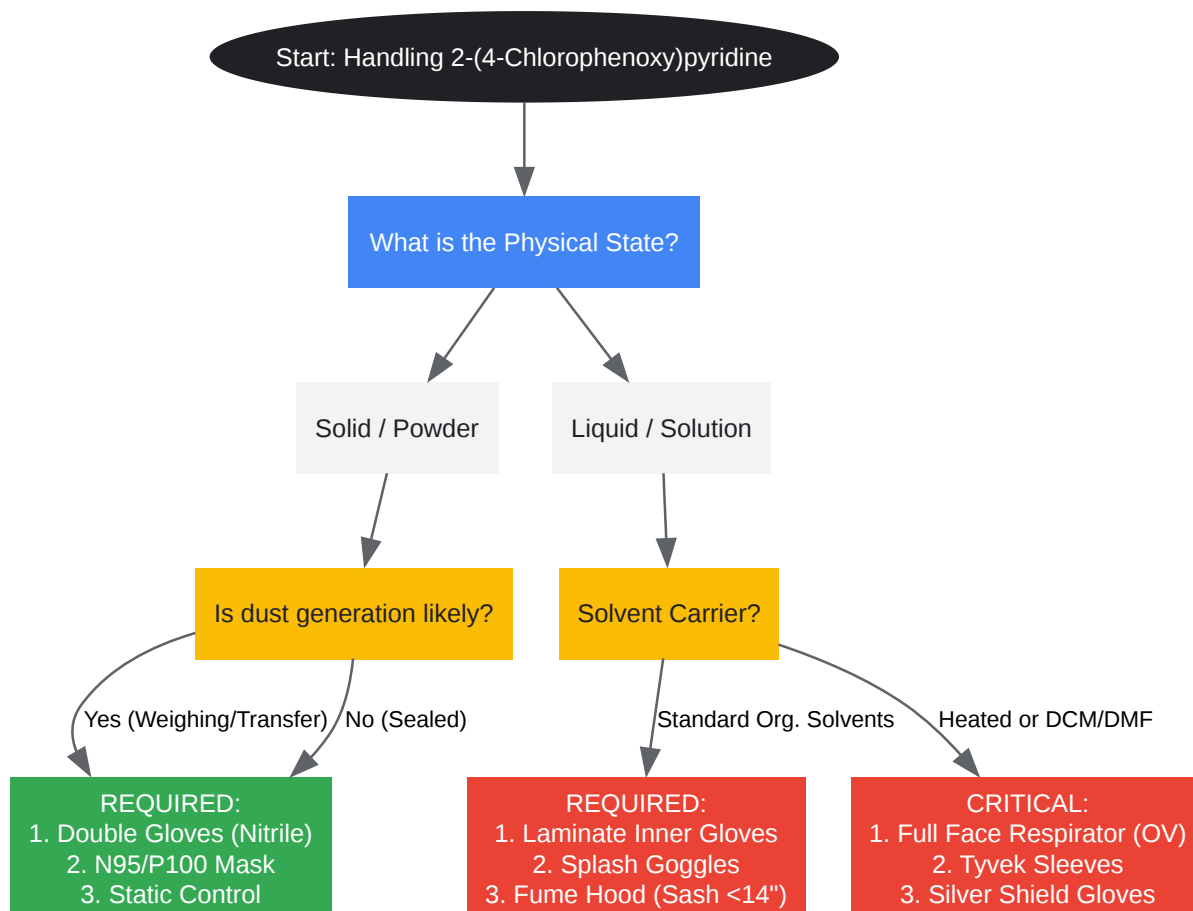 Start: Handling 2-(4-Chlorophenoxy)pyridine
What is the Physical State?
Solid / Powder
Liquid / Solution
Is dust generation likely?
Solvent Carrier?
Yes (Weighing/Transfer)
No (Sealed)
Standard Org. Solvents
Heated or DCM/DMF
REQUIRED:
1. Double Gloves (Nitrile)
2. N95/P100 Mask
3. Static Control
REQUIRED:
1. Laminate Inner Gloves
2. Splash Goggles
3. Fume Hood (Sash <14")
CRITICAL:
1. Full Face Respirator (OV)
2. Tyvek Sleeves
3. Silver Shield Gloves